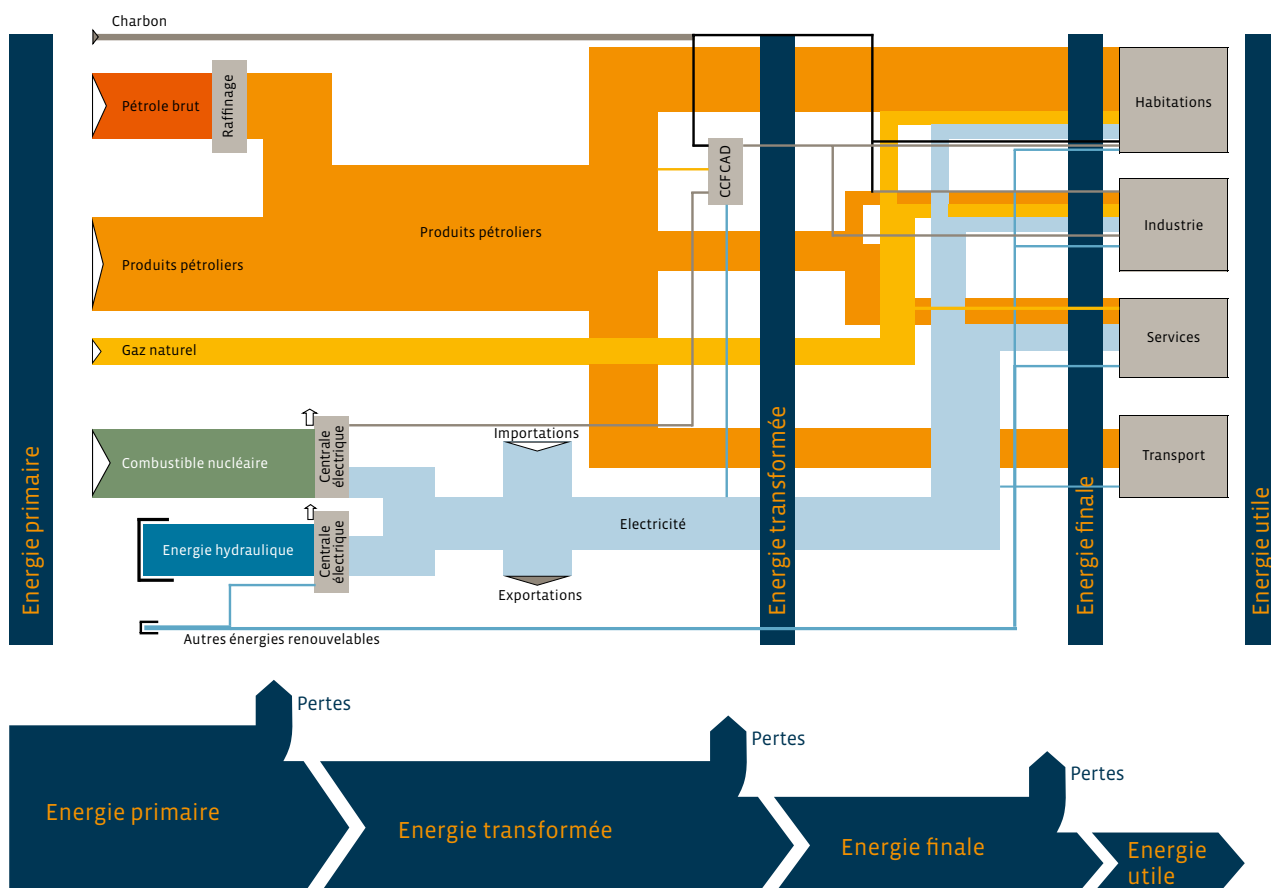 Charbon
Pétrole brut
Raffinage
Produits pétroliers
Produits pétroliers
Gaz naturel
Combustible nucléaire
Centrale
électrique
Energie hydraulique
Centrale
électrique
Autres énergies renouvelables
Importations
Electricité
Exportations
CCF CAD
Habitations
Industrie
Services
Transport
Energie primaire
Energie transformée
Energie finale
Energie utile
Pertes
Pertes
Pertes
Energie primaire
Energie transformée
Energie finale
Energie
utile